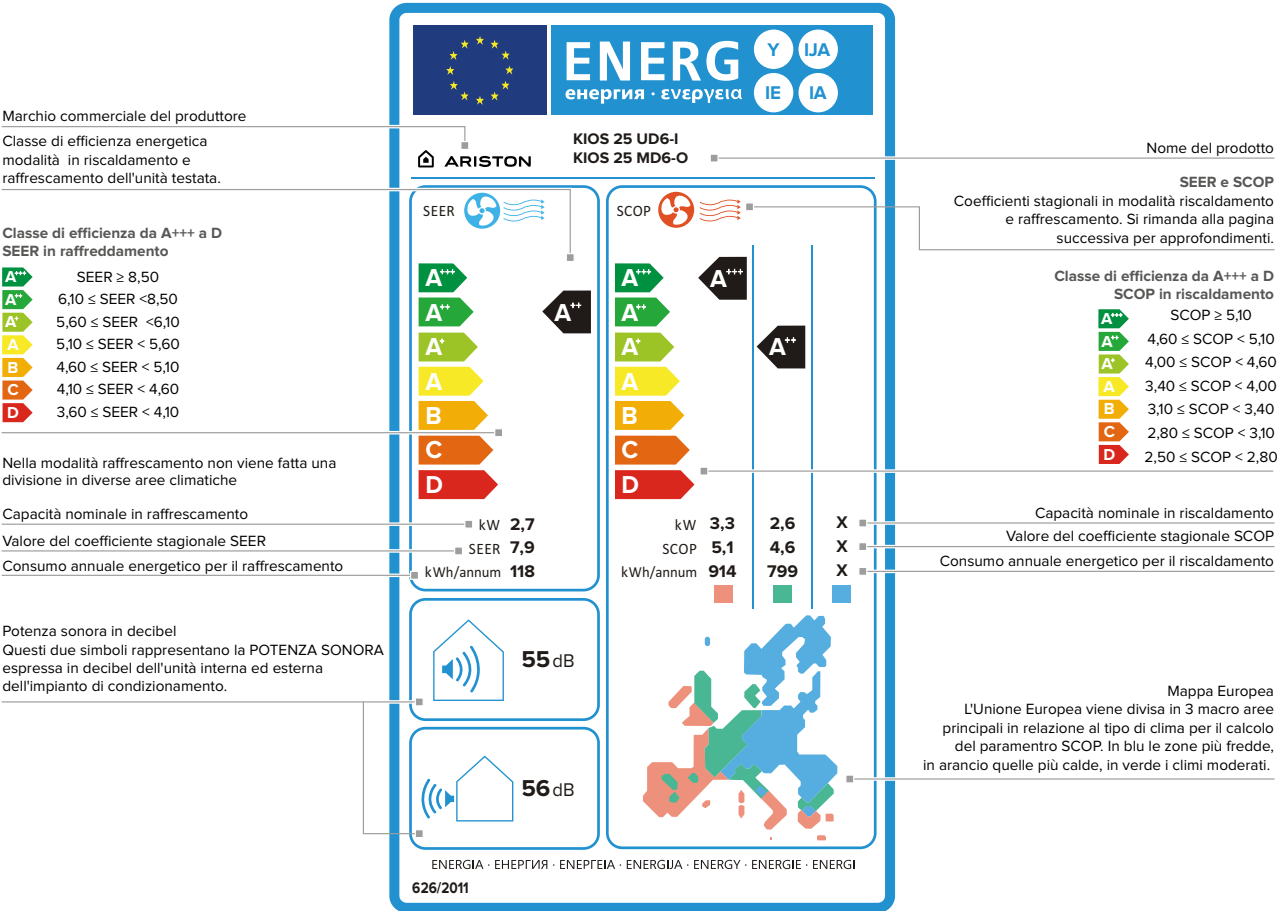 ENERG
енергия · ενεργεια
Y
IJA
IE
IA
Marchio commerciale del produttore
Classe di efficienza energetica
modalità in riscaldamento e
raffrescamento dell'unità testata.
ARISTON
KIOS 25 UD6-I
KIOS 25 MD6-O
Nome del prodotto
SEER e SCOP
Coefficienti stagionali in modalità riscaldamento
e raffrescamento. Si rimanda alla pagina
successiva per approfondimenti.
Classe di efficienza da A+++ a D
SEER in raffreddamento
A+++ SEER ≥ 8,50
A++ 6,10 ≤ SEER <8,50
A+ 5,60 ≤ SEER <6,10
A 5,10 ≤ SEER < 5,60
B 4,60 ≤ SEER < 5,10
C 4,10 ≤ SEER < 4,60
D 3,60 ≤ SEER < 4,10
Nella modalità raffrescamento non viene fatta una
divisione in diverse aree climatiche
Capacità nominale in raffrescamento
Valore del coefficiente stagionale SEER
Consumo annuale energetico per il raffrescamento
SEER
A+++
A++
A+
A
B
C
D
A++
kW 2,7
SEER 7,9
kWh/annum 118
SCOP
A+++
A++
A+
A
B
C
D
A+++
A++
kW 3,3 2,6 X
SCOP 5,1 4,6 X
kWh/annum 914 799 X
Classe di efficienza da A+++ a D
SCOP in riscaldamento
A+++ SCOP ≥ 5,10
A++ 4,60 ≤ SCOP < 5,10
A+ 4,00 ≤ SCOP < 4,60
A 3,40 ≤ SCOP < 4,00
B 3,10 ≤ SCOP < 3,40
C 2,80 ≤ SCOP < 3,10
D 2,50 ≤ SCOP < 2,80
Capacità nominale in riscaldamento
Valore del coefficiente stagionale SCOP
Consumo annuale energetico per il riscaldamento
Potenza sonora in decibel
Questi due simboli rappresentano la POTENZA SONORA
espressa in decibel dell'unità interna ed esterna
dell'impianto di condizionamento.
55 dB
56 dB
Mappa Europea
L'Unione Europea viene divisa in 3 macro aree
principali in relazione al tipo di clima per il calcolo
del paramentro SCOP. In blu le zone più fredde,
in arancio quelle più calde, in verde i climi moderati.
ENERGIA · ЕНЕРГИЯ · ΕΝΕΡΓΕΙΑ · ENERGIJA · ENERGY · ENERGIE · ENERGI
626/2011